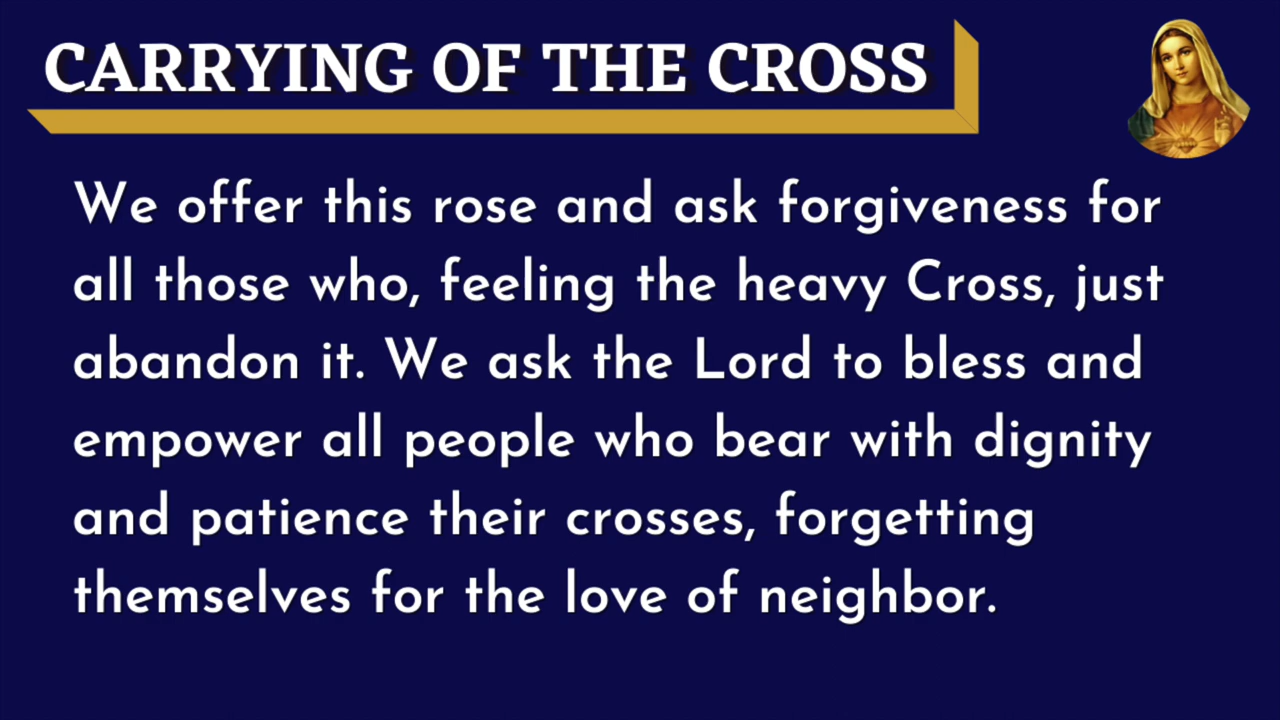 CARRYING OF THE CROSS
We offer this rose and ask forgiveness for
all those who, feeling the heavy Cross, just
abandon it. We ask the Lord to bless and
empower all people who bear with dignity
and patience their crosses, forgetting
themselves for the love of neighbor.